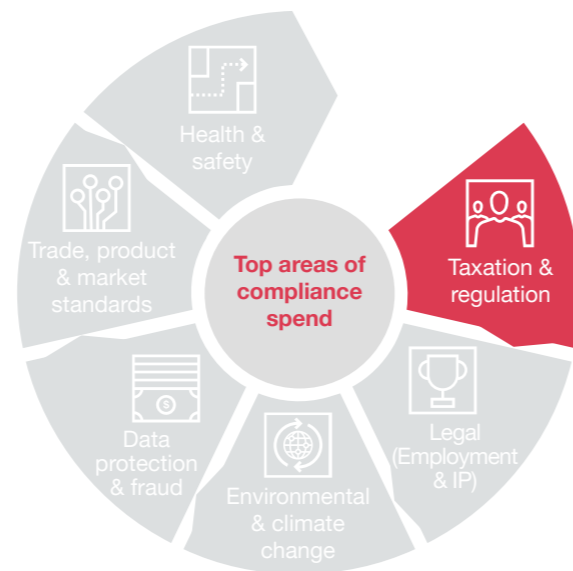 Health &
safety
Trade, product
& market
standards
Top areas of
compliance
spend
Taxation &
regulation
Data
protection
& fraud
$
Environmental
& climate
change
Legal
(Employment
& IP)